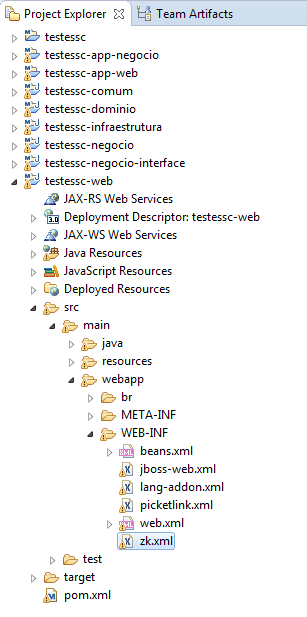 Project Explorer
Team Artifacts
testessc
testessc-app-negocio
testessc-app-web
testessc-comum
testessc-dominio
testessc-infraestrutura
testessc-negocio
testessc-negocio-interface
testessc-web
JAX-RS Web Services
3.0 Deployment Descriptor: testessc-web
JAX-WS Web Services
Java Resources
JavaScript Resources
Deployed Resources
src
main
java
resources
webapp
br
META-INF
WEB-INF
beans.xml
jboss-web.xml
lang-addon.xml
picketlink.xml
web.xml
zk.xml
test
target
pom.xml